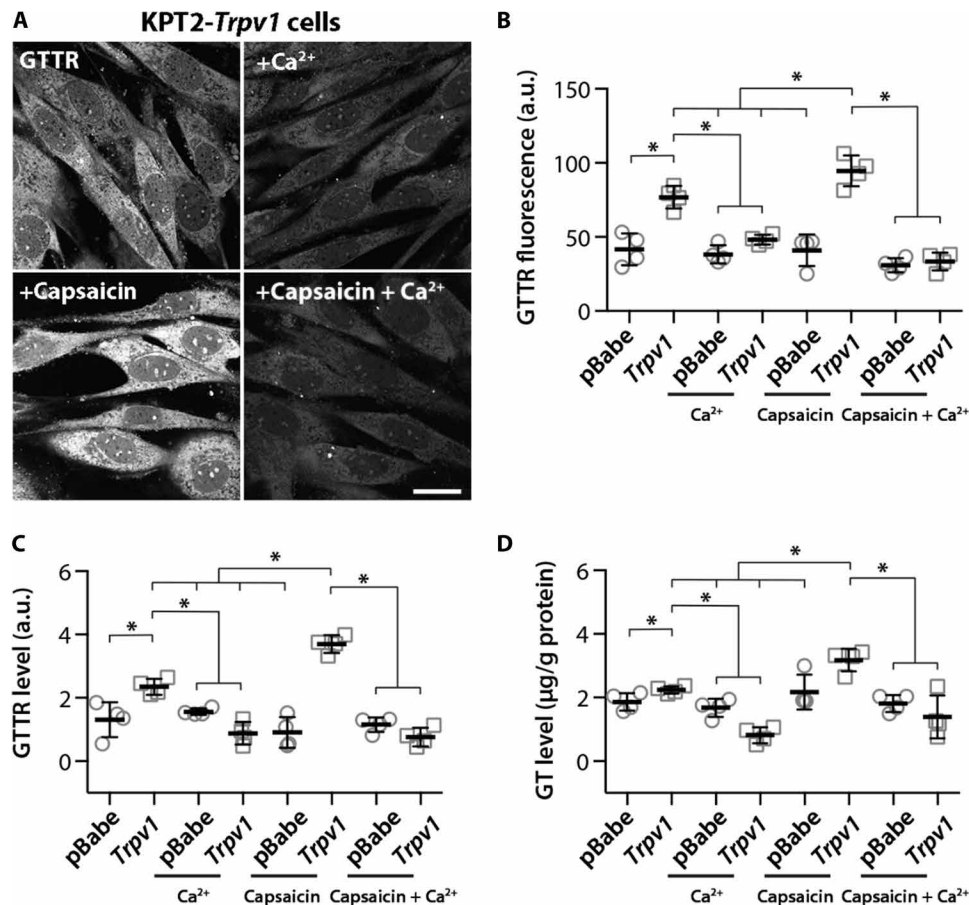 A
KPT2-Trpv1 cells
GTTR
+Ca²⁺
+Capsaicin
+Capsaicin + Ca²⁺
B
GTTR fluorescence (a.u.)
150
100
50
0
* * * *
pBabe Trpv1 pBabe Trpv1 pBabe Trpv1 pBabe Trpv1
Ca²⁺ Capsaicin Capsaicin + Ca²⁺
C
GTTR level (a.u.)
6
4
2
0
* * * *
pBabe Trpv1 pBabe Trpv1 pBabe Trpv1 pBabe Trpv1
Ca²⁺ Capsaicin Capsaicin + Ca²⁺
D
GT level (µg/g protein)
6
4
2
0
* * * *
pBabe Trpv1 pBabe Trpv1 pBabe Trpv1 pBabe Trpv1
Ca²⁺ Capsaicin Capsaicin + Ca²⁺